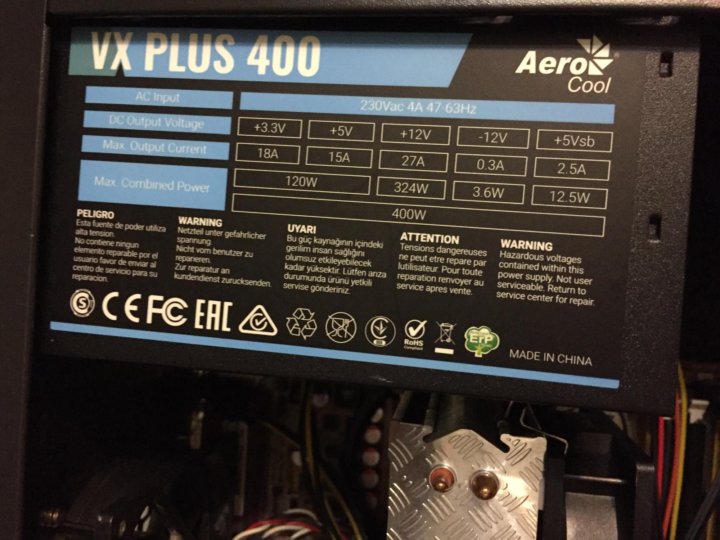 VX PLUS 400
Aero
Cool
AC Input 230Vac 4A 47 63Hz
DC Output Voltage +3.3V +5V +12V -12V +5Vsb
Max. Output Current 18A 15A 27A 0.3A 2.5A
Max. Combined Power 120W 324W 3.6W 12.5W
400W
PELIGRO
Esta fuente de poder utiliza
alta tension.
No contiene ningun
elemento reparable por el
usuario favor de enviar al
centro de servicio para su
reparacion.
WARNING
Netzteil unter gefahrlicher
spannung.
Nicht vom benutzer zu
reparieren.
Zur reparatur an
kundendienst zurucksenden.
UYARI
Bu güç kaynağının içindeki
gerilim insan sağlığını
olumsuz etkileyebilecek
kadar yüksektir. Lütfen arıza
durumunda ürünü yetkili
servise gönderiniz.
ATTENTION
Tensions dangereuses
ne peut etre repare par
lutilisateur. Pour toute
reparation renvoyer au
service apres vente.
WARNING
Hazardous voltages
contained within this
power supply. Not user
serviceable. Return to
service center for repair.
S CE FC EAC RoHS ErP
Compliant
MADE IN CHINA